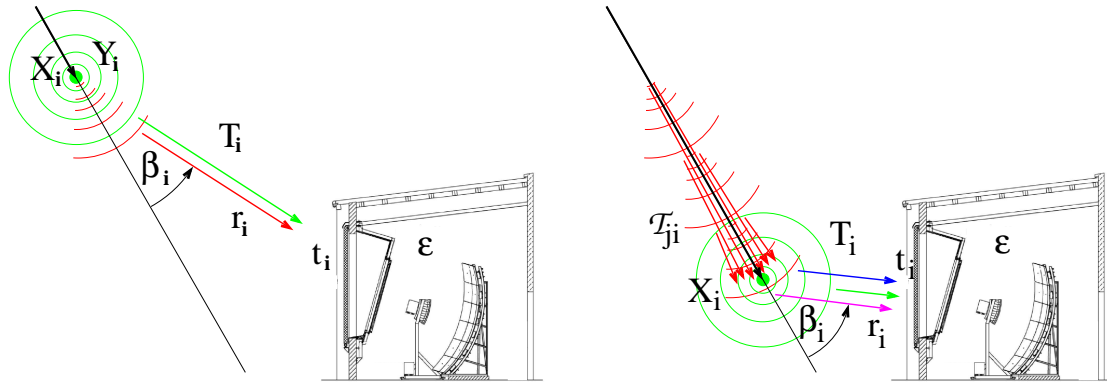 X_i Y_i
T_i
β_i
r_i
t_i
ε
𝒯_ji
X_i
T_i
t_i
β_i
r_i
ε